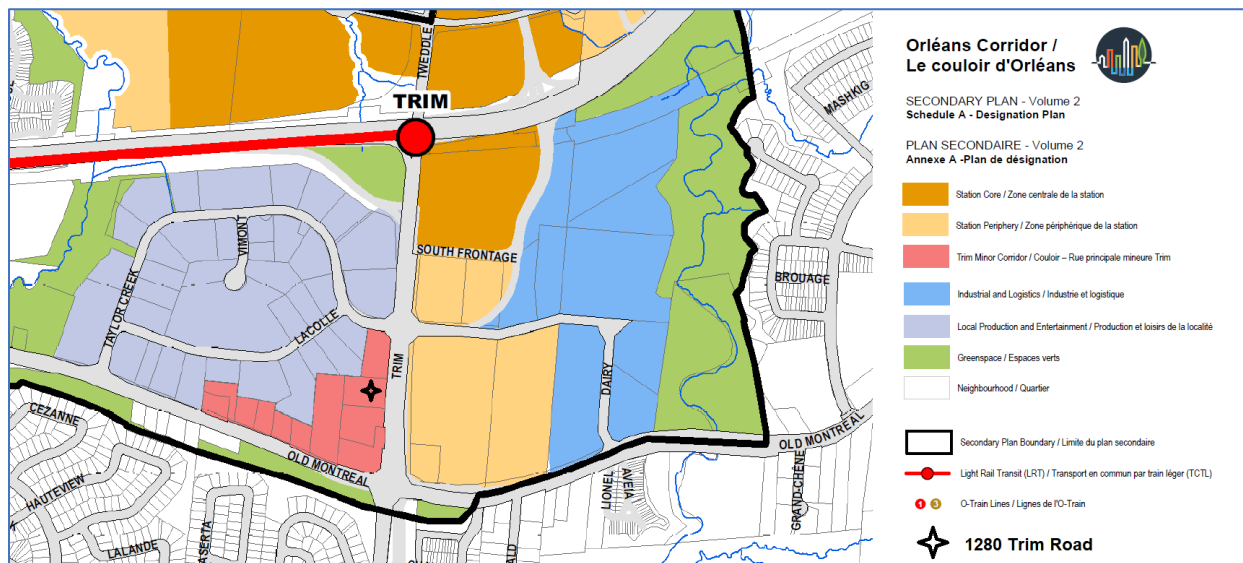 TWEDDLE
TRIM
MASHKIG
VIMONT
SOUTH FRONTAGE
BROUAGE
TAYLOR CREEK
LACOLLE
TRIM
DAIRY
CEZANNE
OLD MONTREAL
OLD MONTRÉAL
HAUTEVIEW
LIONEL
AVEIA
GRAND-CHÊNE
LALANDE
ASERTA
ALD
Orléans Corridor /
Le couloir d'Orléans
SECONDARY PLAN - Volume 2
Schedule A - Designation Plan
PLAN SECONDAIRE - Volume 2
Annexe A -Plan de désignation
Station Core / Zone centrale de la station
Station Periphery / Zone périphérique de la station
Trim Minor Corridor / Couloir – Rue principale mineure Trim
Industrial and Logistics / Industrie et logistique
Local Production and Entertainment / Production et loisirs de la localité
Greenspace / Espaces verts
Neighbourhood / Quartier
Secondary Plan Boundary / Limite du plan secondaire
Light Rail Transit (LRT) / Transport en commun par train léger (TCTL)
1 3 O-Train Lines / Lignes de l'O-Train
1280 Trim Road